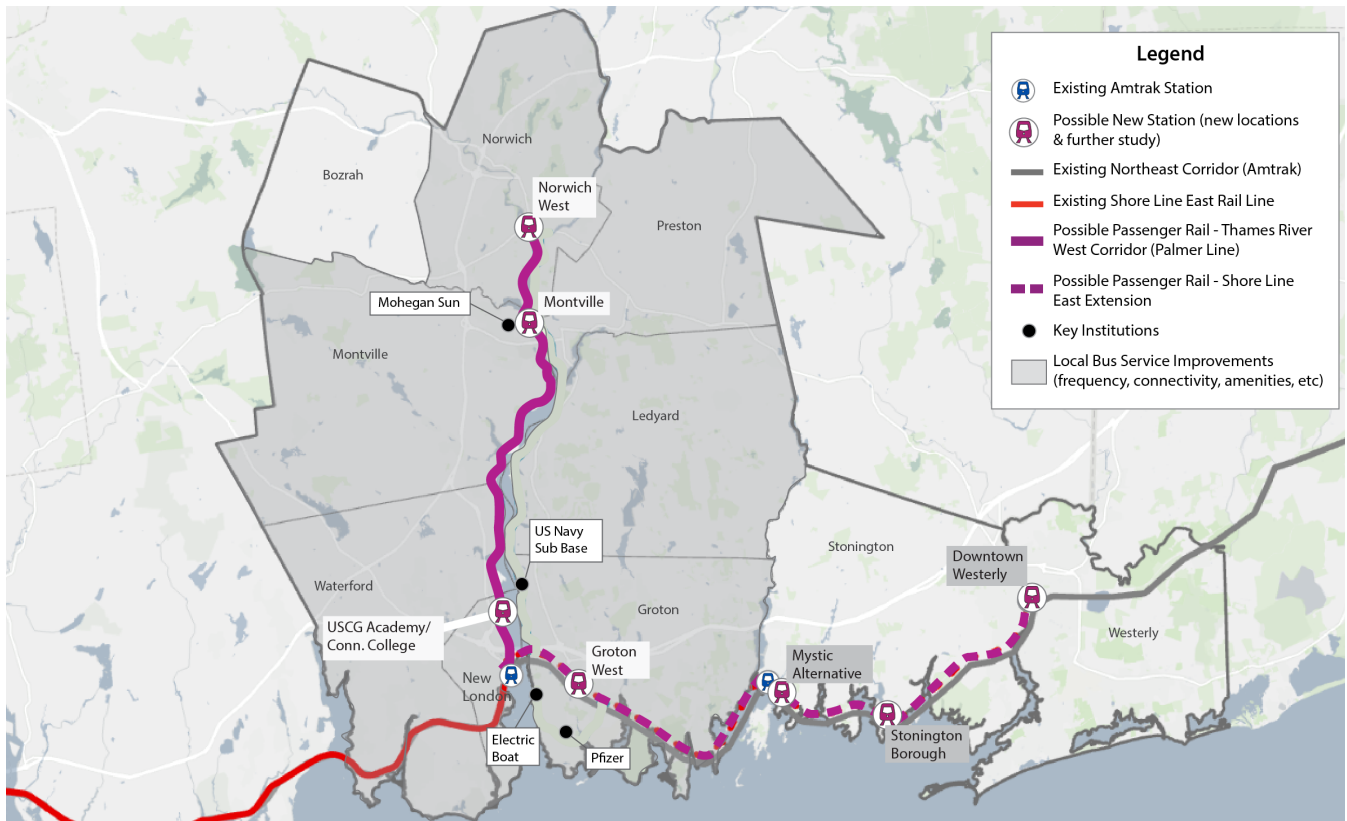 Legend
Existing Amtrak Station
Possible New Station (new locations
& further study)
Existing Northeast Corridor (Amtrak)
Existing Shore Line East Rail Line
Possible Passenger Rail - Thames River
West Corridor (Palmer Line)
Possible Passenger Rail - Shore Line
East Extension
Key Institutions
Local Bus Service Improvements
(frequency, connectivity, amenities, etc)
Norwich
Bozrah
Norwich
West
Preston
Mohegan Sun
Montville
Montville
Ledyard
US Navy
Sub Base
Stonington
Downtown
Westerly
Waterford
Groton
USCG Academy/
Conn. College
Westerly
Groton
West
Mystic
Alternative
New
London
Stonington
Borough
Electric
Boat
Pfizer